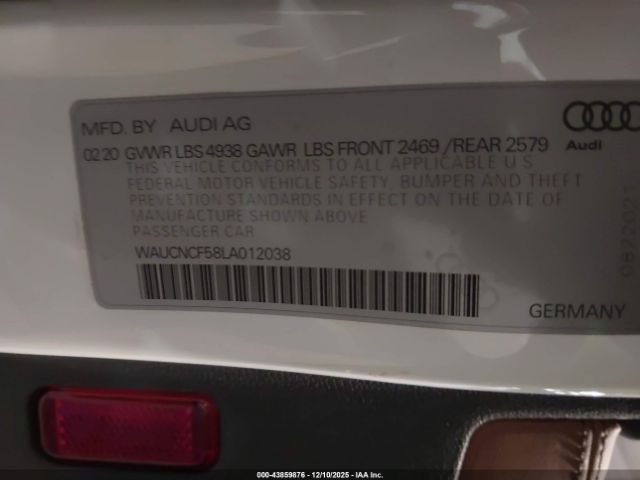 MFD. BY AUDI AG
02 20 GVWR LBS 4938 GAWR LBS FRONT 2469 /REAR 2579
Audi
THIS VEHICLE CONFORMS TO ALL APPLICABLE U S
FEDERAL MOTOR VEHICLE SAFETY, BUMPER AND THEFT
PREVENTION STANDARDS IN EFFECT ON THE DATE OF
MANUFACTURE SHOWN ABOVE
PASSENGER CAR
WAUCNCF58LA012038
GERMANY
000-43859876 - 12/10/2025 - IAA Inc.